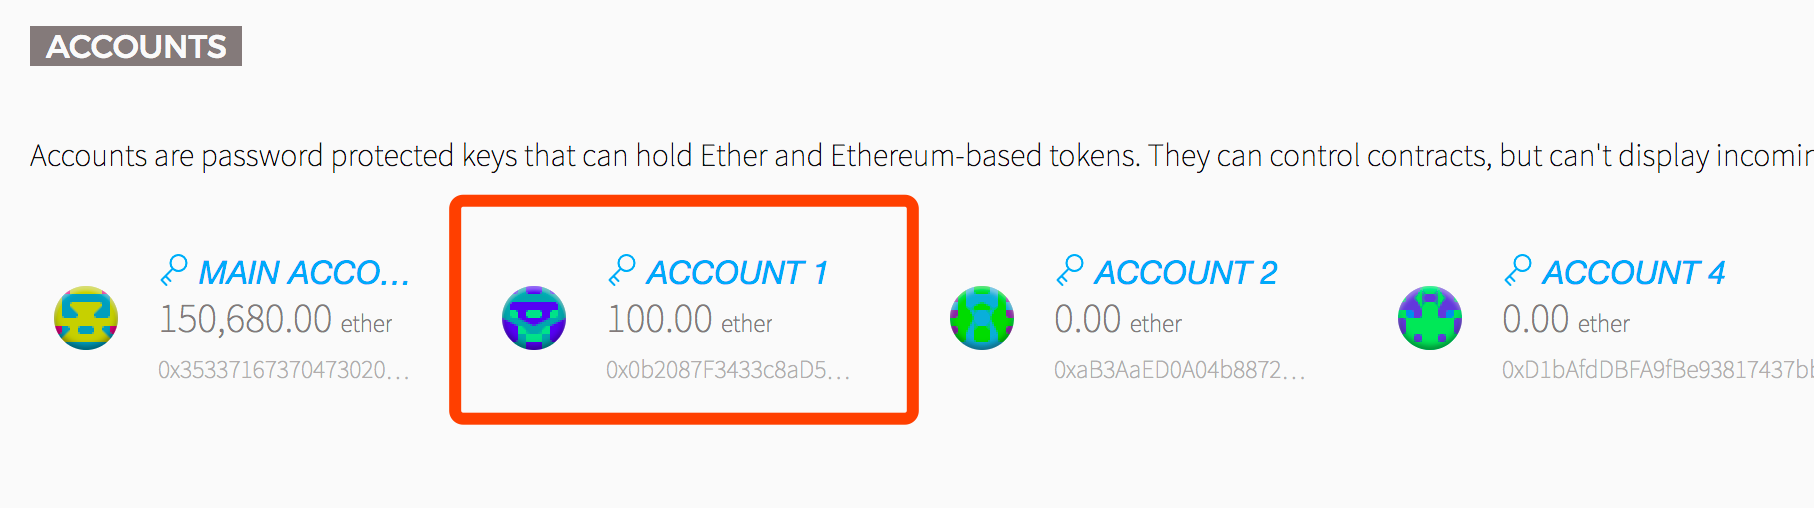 ACCOUNTS
Accounts are password protected keys that can hold Ether and Ethereum-based tokens. They can control contracts, but can't display incomin
MAIN ACCO...
150,680.00 ether
0x35337167370473020...
ACCOUNT 1
100.00 ether
0x0b2087F3433c8aD5...
ACCOUNT 2
0.00 ether
0xaB3AaED0A04b8872...
ACCOUNT 4
0.00 ether
0xD1bAfdDBFA9fBe93817437bb